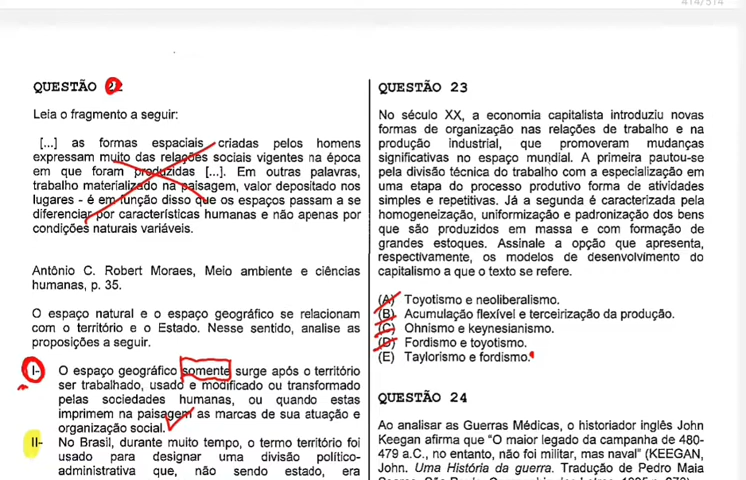 414/514
QUESTÃO 22
Leia o fragmento a seguir:
[...] as formas espaciais criadas pelos homens
expressam muito das relações sociais vigentes na época
em que foram produzidas [...]. Em outras palavras,
trabalho materializado na paisagem, valor depositado nos
lugares - é em função disso que os espaços passam a se
diferenciar por características humanas e não apenas por
condições naturais variáveis.
Antônio C. Robert Moraes, Meio ambiente e ciências
humanas, p. 35.
O espaço natural e o espaço geográfico se relacionam
com o território e o Estado. Nesse sentido, analise as
proposições a seguir.
I- O espaço geográfico somente surge após o território
ser trabalhado, usado e modificado ou transformado
pelas sociedades humanas, ou quando estas
imprimem na paisagem as marcas de sua atuação e
organização social.
II- No Brasil, durante muito tempo, o termo território foi
usado para designar uma divisão político-
administrativa que, não sendo estado, era
QUESTÃO 23
No século XX, a economia capitalista introduziu novas
formas de organização nas relações de trabalho e na
produção industrial, que promoveram mudanças
significativas no espaço mundial. A primeira pautou-se
pela divisão técnica do trabalho com a especialização em
uma etapa do processo produtivo forma de atividades
simples e repetitivas. Já a segunda é caracterizada pela
homogeneização, uniformização e padronização dos bens
que são produzidos em massa e com formação de
grandes estoques. Assinale a opção que apresenta,
respectivamente, os modelos de desenvolvimento do
capitalismo a que o texto se refere.
(A) Toyotismo e neoliberalismo.
(B) Acumulação flexível e terceirização da produção.
(C) Ohnismo e keynesianismo.
(D) Fordismo e toyotismo.
(E) Taylorismo e fordismo.
QUESTÃO 24
Ao analisar as Guerras Médicas, o historiador inglês John
Keegan afirma que "O maior legado da campanha de 480-
479 a.C., no entanto, não foi militar, mas naval" (KEEGAN,
John. Uma História da guerra. Tradução de Pedro Maia